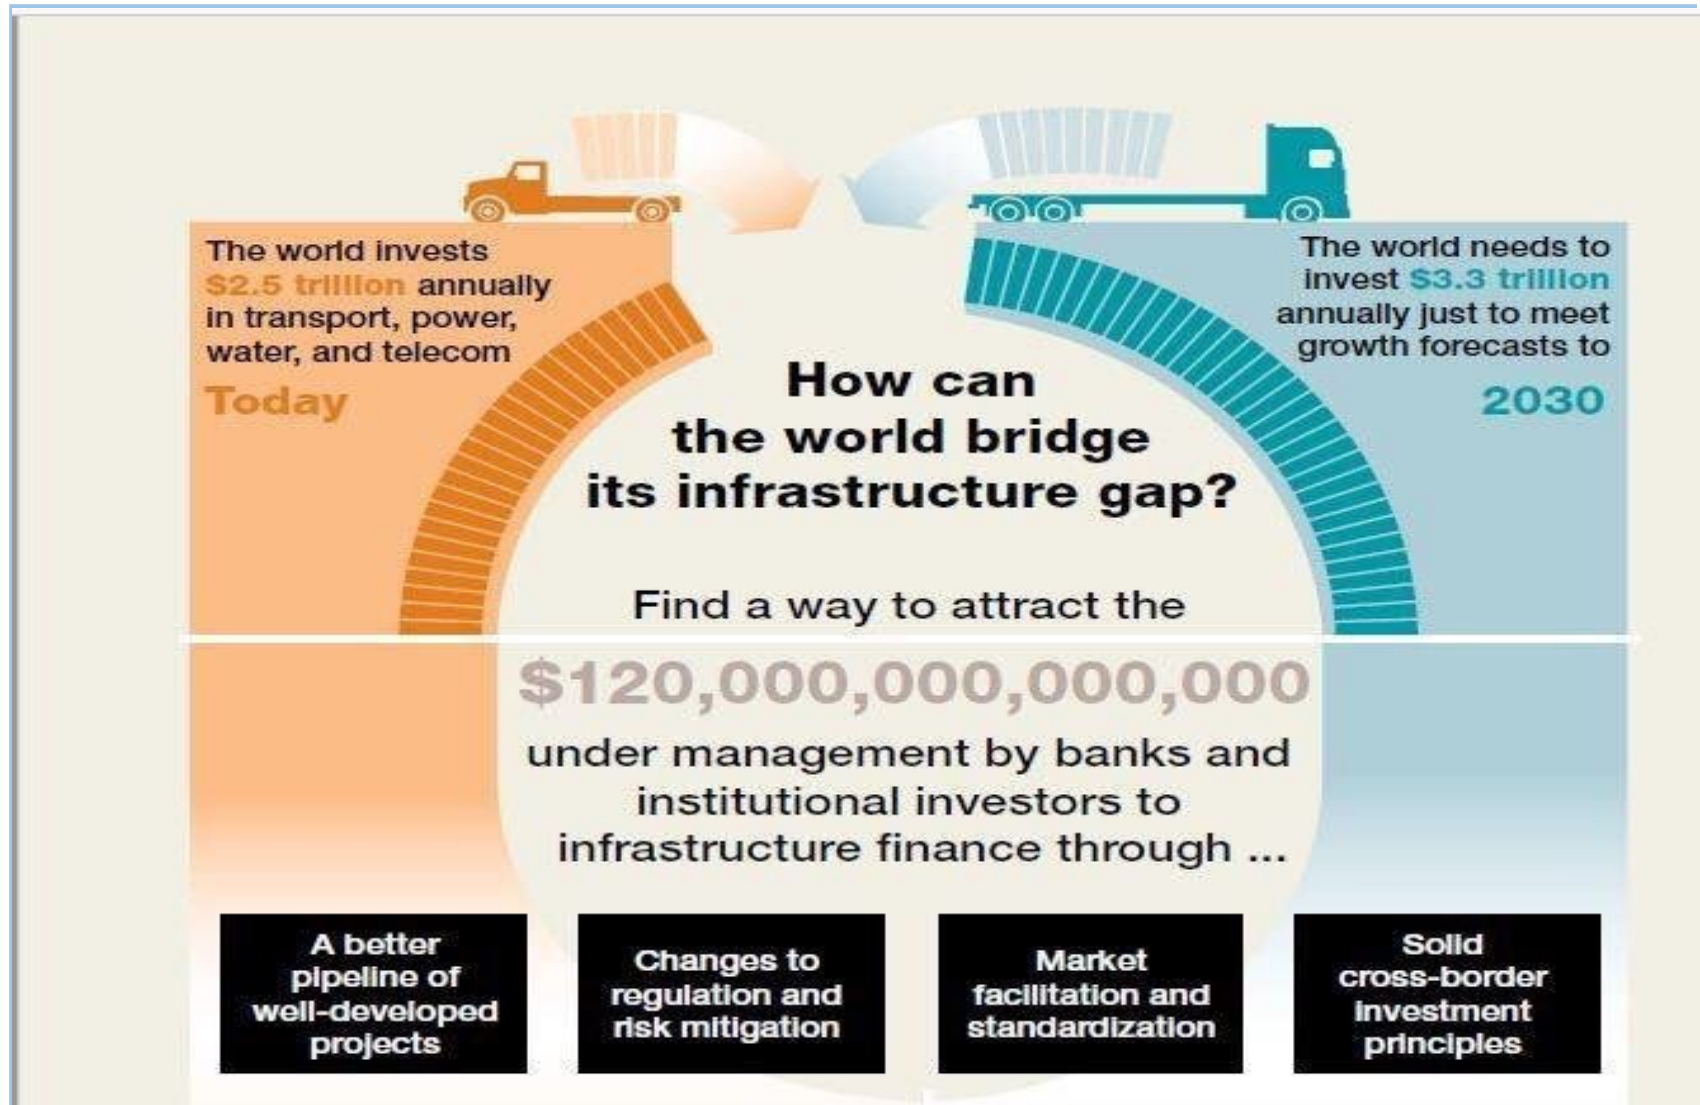 The world invests
$2.5 trillion annually
in transport, power,
water, and telecom
Today
The world needs to
invest $3.3 trillion
annually just to meet
growth forecasts to
2030
How can
the world bridge
its infrastructure gap?
Find a way to attract the
$120,000,000,000,000
under management by banks and
institutional investors to
infrastructure finance through ...
A better
pipeline of
well-developed
projects
Changes to
regulation and
risk mitigation
Market
facilitation and
standardization
Solid
cross-border
investment
principles